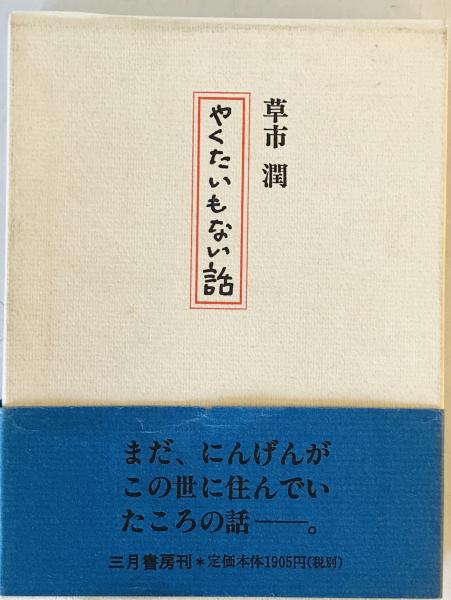 草市 潤
やくたいもない話
まだ、にんげんが
この世に住んでい
たころの話――。
三月書房刊＊定価本体1905円(税別)